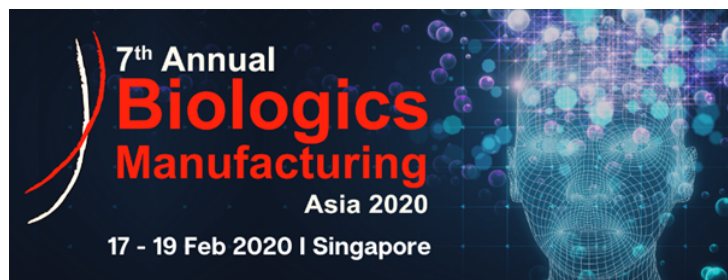 7th Annual
Biologics
Manufacturing
Asia 2020
17 - 19 Feb 2020 I Singapore